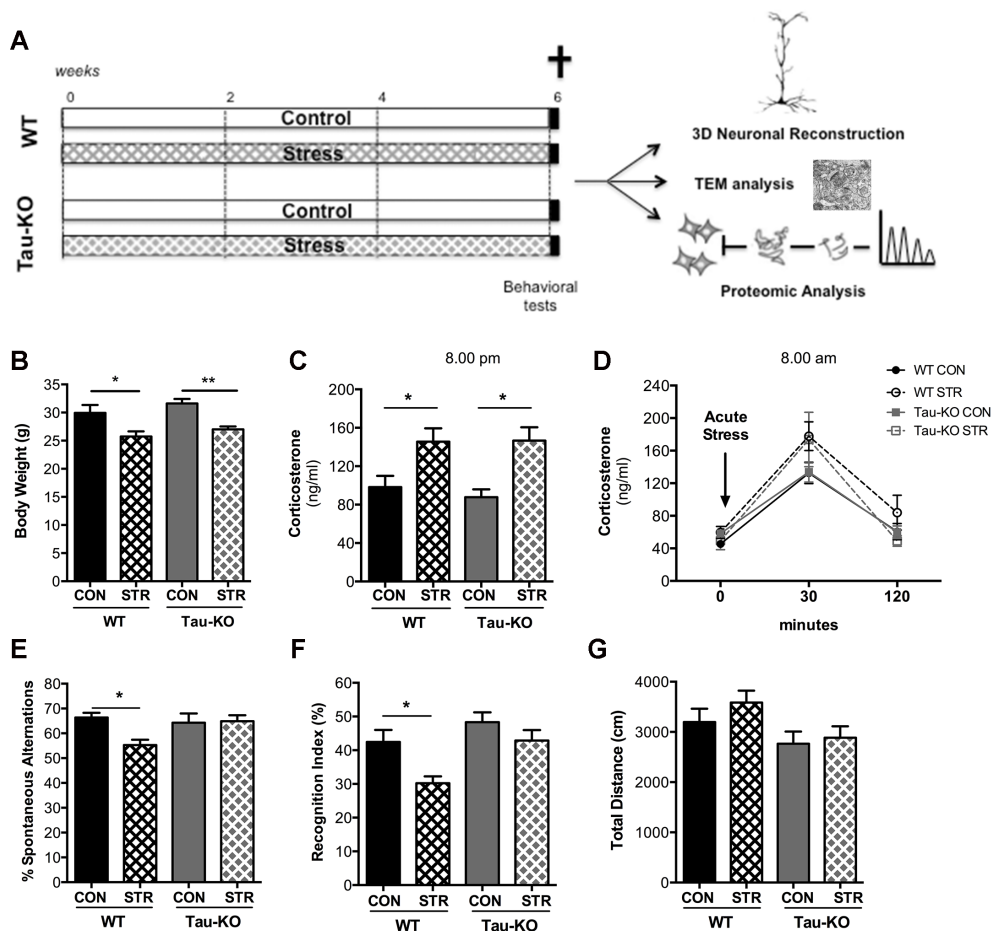 A
weeks
0 2 4 6
WT
Control
Stress
Tau-KO
Control
Stress
Behavioral
tests
3D Neuronal Reconstruction
TEM analysis
Proteomic Analysis
B
Body Weight (g)
35
30
25
20
15
10
5
0
*
**
CON STR CON STR
WT Tau-KO
C
8.00 pm
Corticosterone
(ng/ml)
200
160
120
80
40
0
*
*
CON STR CON STR
WT Tau-KO
D
8.00 am
Corticosterone
(ng/ml)
240
200
160
120
80
40
0
Acute
Stress
WT CON
WT STR
Tau-KO CON
Tau-KO STR
0 30 120
minutes
E
% Spontaneous Alternations
80
70
60
50
40
30
20
10
0
*
CON STR CON STR
WT Tau-KO
F
Recognition Index (%)
60
50
40
30
20
10
0
*
CON STR CON STR
WT Tau-KO
G
Total Distance (cm)
4000
3000
2000
1000
0
CON STR CON STR
WT Tau-KO